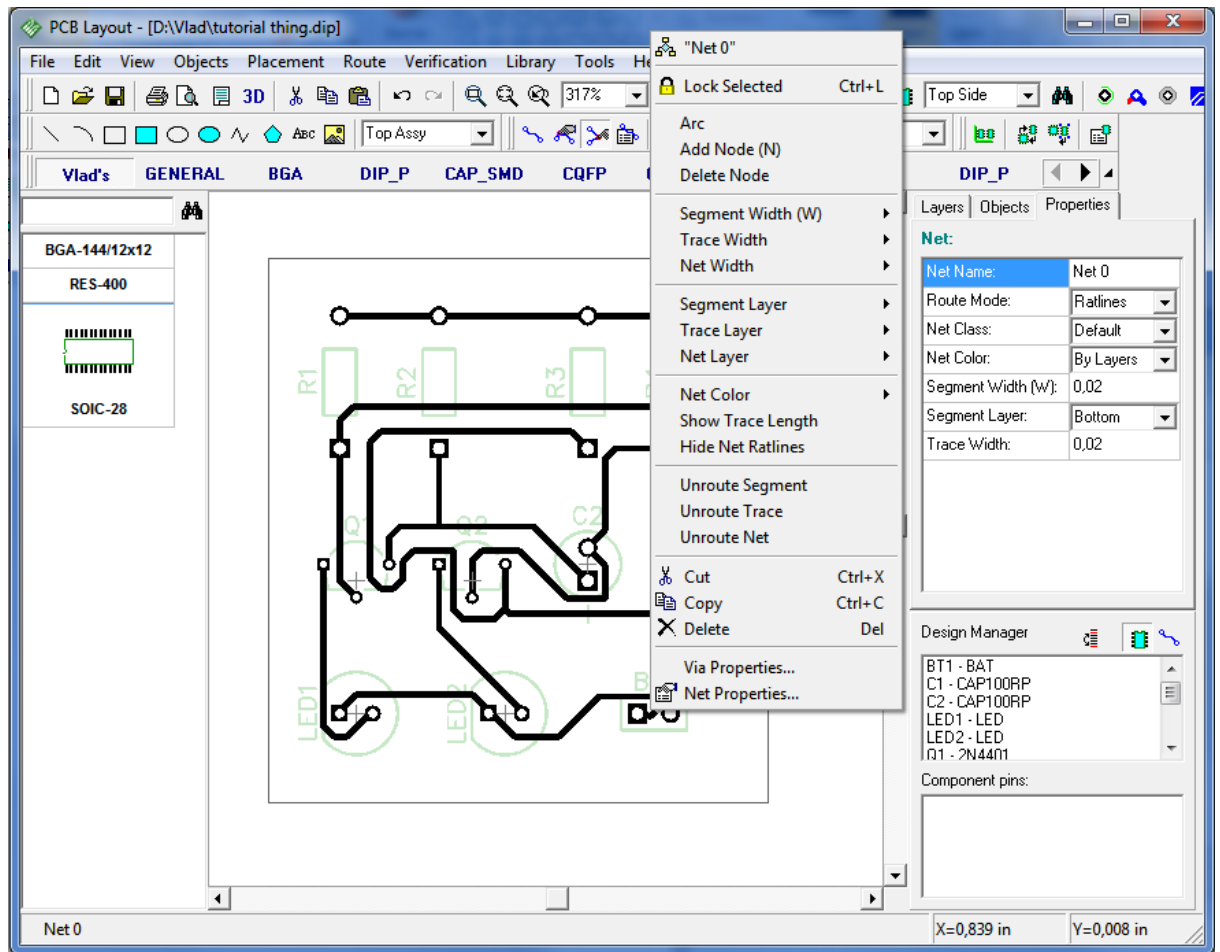 PCB Layout - [D:\Vlad\tutorial thing.dip]
File Edit View Objects Placement Route Verification Library Tools
3D 317% Top Side
ABC Top Assy
Vlad's GENERAL BGA DIP_P CAP_SMD CQFP DIP_P
BGA-144/12x12
RES-400
SOIC-28
R1 R2 R3
Q1 Q2 C2
LED1 LED2 B
"Net 0"
Lock Selected Ctrl+L
Arc
Add Node (N)
Delete Node
Segment Width (W)
Trace Width
Net Width
Segment Layer
Trace Layer
Net Layer
Net Color
Show Trace Length
Hide Net Ratlines
Unroute Segment
Unroute Trace
Unroute Net
Cut Ctrl+X
Copy Ctrl+C
Delete Del
Via Properties...
Net Properties...
Layers Objects Properties
Net:
Net Name: Net 0
Route Mode: Ratlines
Net Class: Default
Net Color: By Layers
Segment Width (W): 0,02
Segment Layer: Bottom
Trace Width: 0,02
Design Manager
BT1 - BAT
C1 - CAP100RP
C2 - CAP100RP
LED1 - LED
LED2 - LED
Q1 - 2N4401
Component pins:
Net 0 X=0,839 in Y=0,008 in